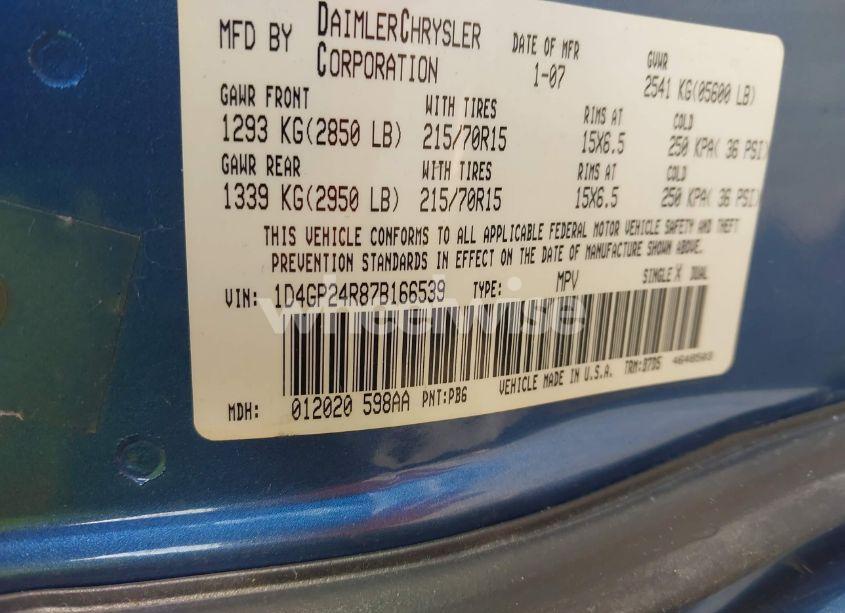 MFD BY DAIMLERCHRYSLER CORPORATION DATE OF MFR 1-07 GVWR 2541 KG(05600 LB)
GAWR FRONT WITH TIRES RIMS AT COLD
1293 KG(2850 LB) 215/70R15 15X6.5 250 KPA( 36 PSI)
GAWR REAR WITH TIRES RIMS AT COLD
1339 KG(2950 LB) 215/70R15 15X6.5 250 KPA( 36 PSI)
THIS VEHICLE CONFORMS TO ALL APPLICABLE FEDERAL MOTOR VEHICLE SAFETY AND THEFT
PREVENTION STANDARDS IN EFFECT ON THE DATE OF MANUFACTURE SHOWN ABOVE.
VIN: 1D4GP24R87B166539 TYPE: MPV SINGLE X DUAL
wheelwise
MDH: 012020 598AA PNT:PB6 VEHICLE MADE IN U.S.A. TRM:B7D5 4648503